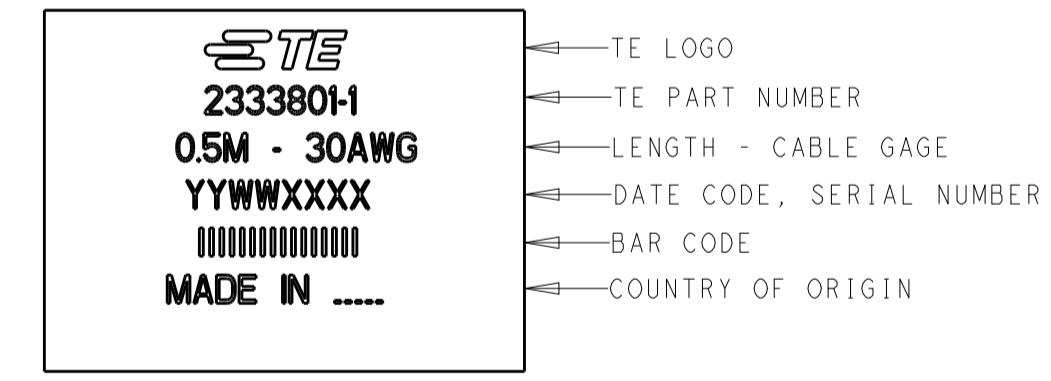 TE TE LOGO
2333801-1 TE PART NUMBER
0.5M - 30AWG LENGTH - CABLE GAGE
YYWWXXXX DATE CODE, SERIAL NUMBER
BAR CODE
MADE IN ..... COUNTRY OF ORIGIN